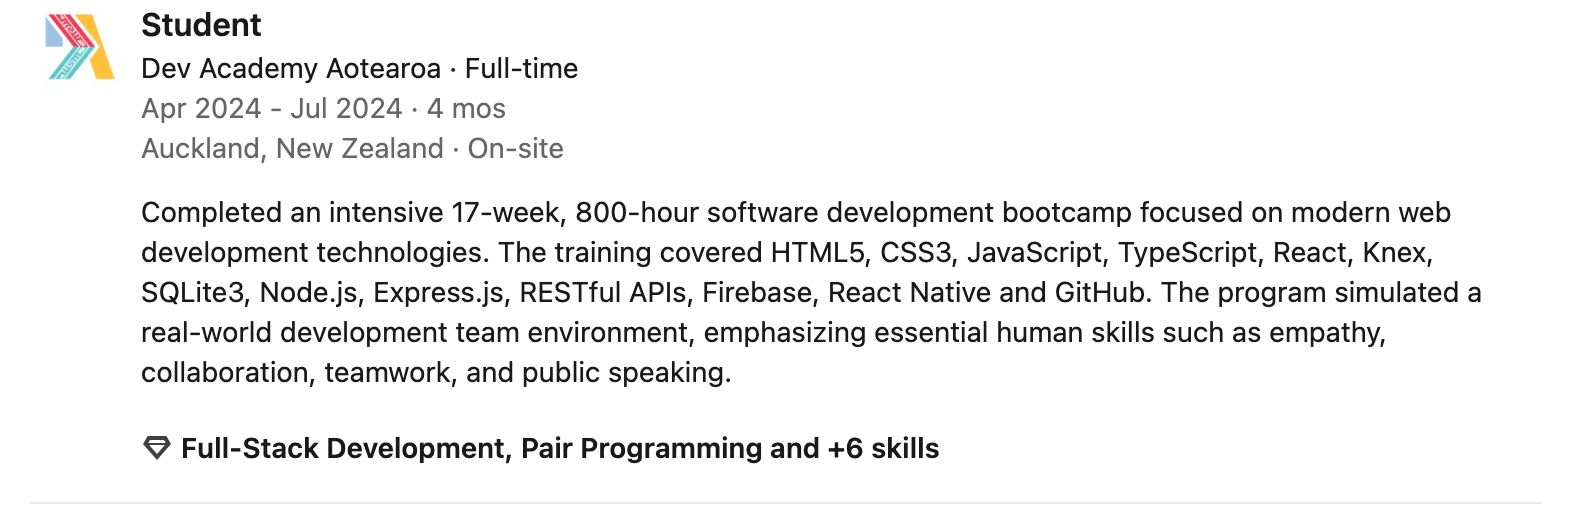 Student
Dev Academy Aotearoa · Full-time
Apr 2024 - Jul 2024 · 4 mos
Auckland, New Zealand · On-site
Completed an intensive 17-week, 800-hour software development bootcamp focused on modern web
development technologies. The training covered HTML5, CSS3, JavaScript, TypeScript, React, Knex,
SQLite3, Node.js, Express.js, RESTful APIs, Firebase, React Native and GitHub. The program simulated a
real-world development team environment, emphasizing essential human skills such as empathy,
collaboration, teamwork, and public speaking.
Full-Stack Development, Pair Programming and +6 skills